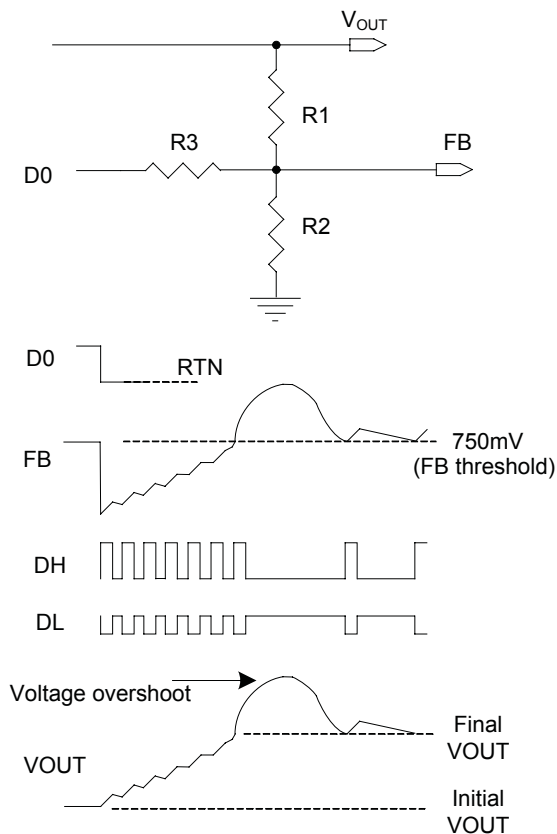 VOUT
R1
R3
FB
D0
R2
D0
RTN
FB
750mV
(FB threshold)
DH
DL
Voltage overshoot
VOUT
Final
VOUT
Initial
VOUT